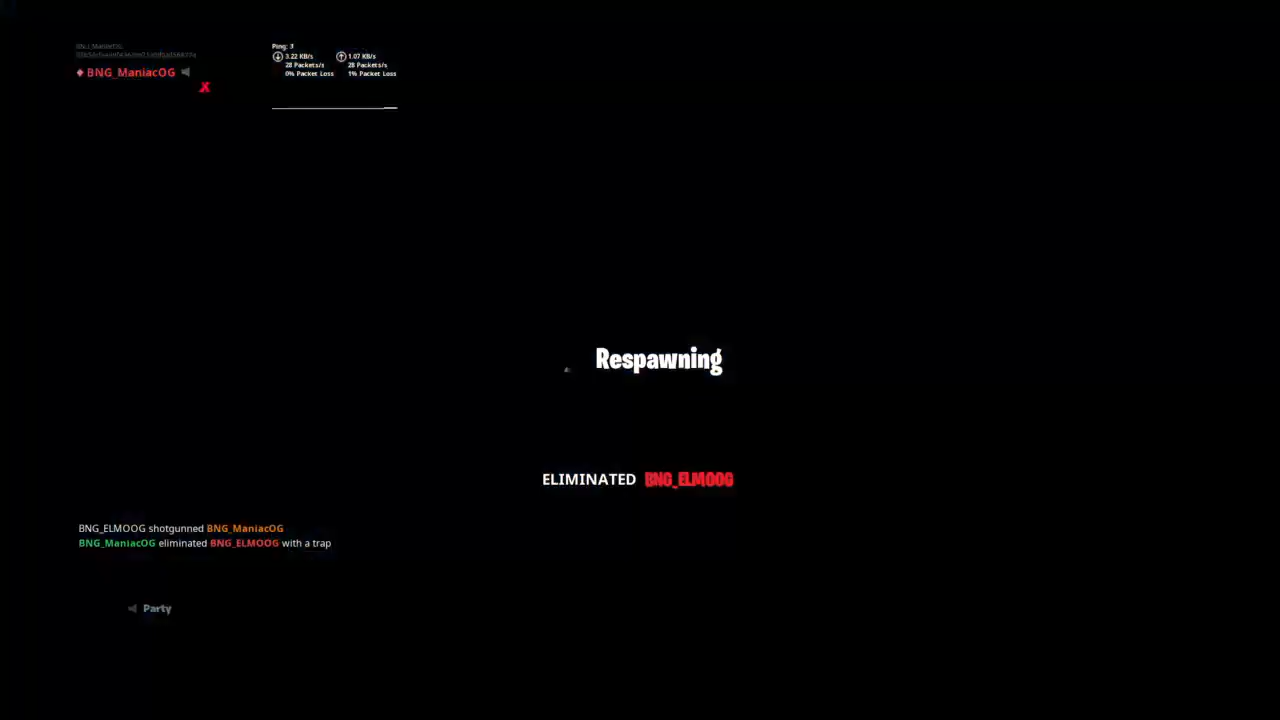 BNG_ManiacOG
X
Ping: 3
3.22 KB/s
28 Packets/s
0% Packet Loss
1.07 KB/s
28 Packets/s
1% Packet Loss
Respawning
ELIMINATED BNG_ELMOOG
BNG_ELMOOG shotgunned BNG_ManiacOG
BNG_ManiacOG eliminated BNG_ELMOOG with a trap
Party